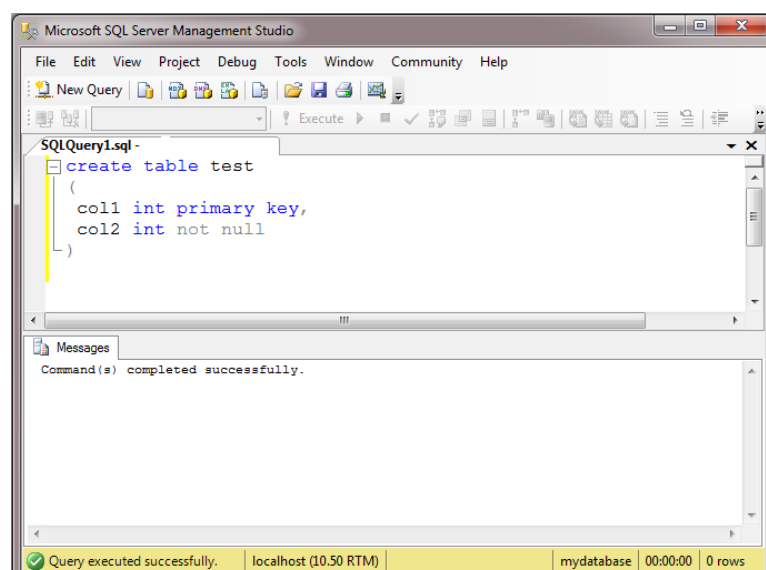 Microsoft SQL Server Management Studio
File Edit View Project Debug Tools Window Community Help
New Query
Execute
SQLQuery1.sql -
create table test
(
col1 int primary key,
col2 int not null
)
Messages
Command(s) completed successfully.
Query executed successfully. localhost (10.50 RTM) mydatabase 00:00:00 0 rows